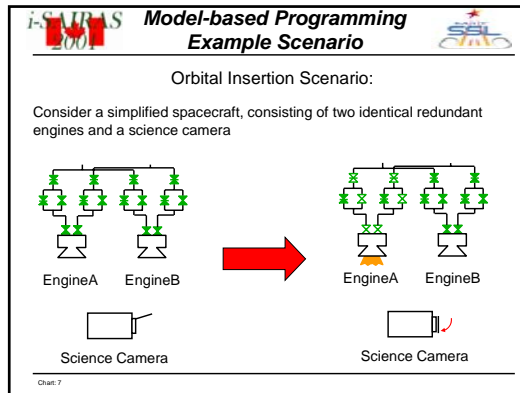 i-SAIRAS
2001
Model-based Programming
Example Scenario
SSL
Orbital Insertion Scenario:
Consider a simplified spacecraft, consisting of two identical redundant
engines and a science camera
EngineA EngineB
EngineA EngineB
Science Camera
Science Camera
Chart: 7